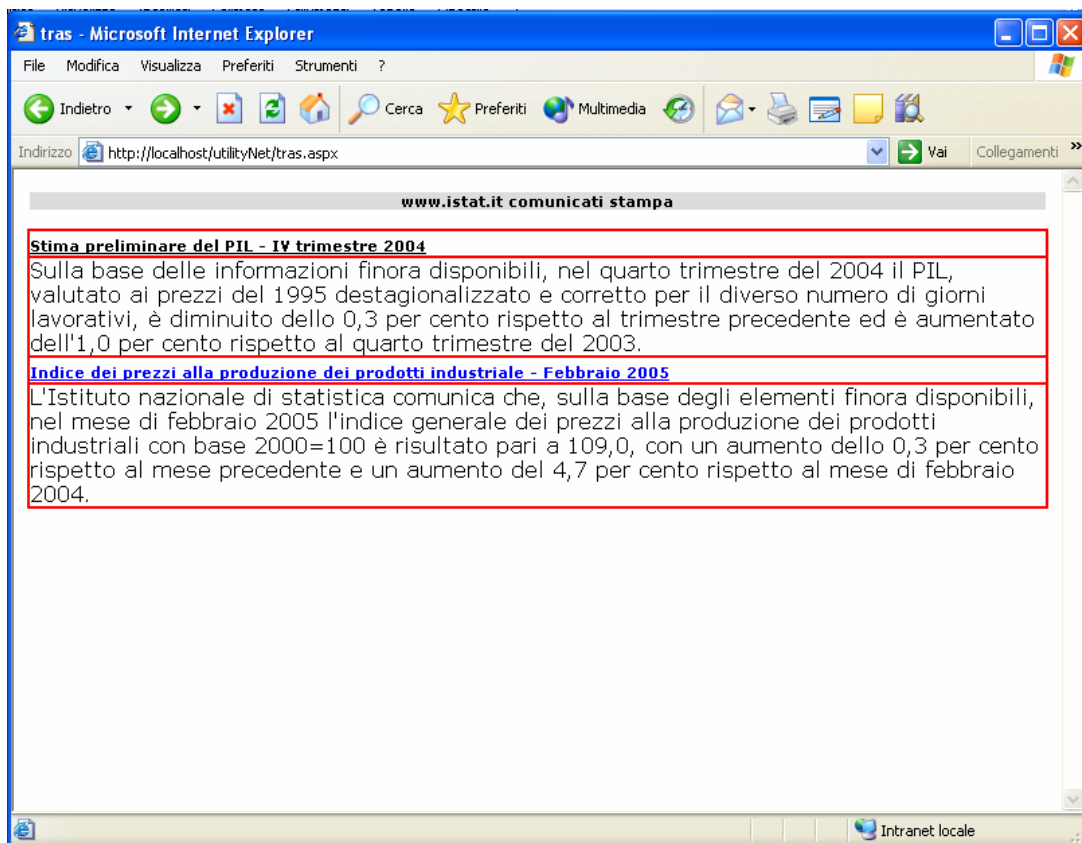 tras - Microsoft Internet Explorer
File Modifica Visualizza Preferiti Strumenti ?
Indietro Cerca Preferiti Multimedia
Indirizzo http://localhost/utilityNet/tras.aspx Vai Collegamenti »
www.istat.it comunicati stampa
Stima preliminare del PIL - IV trimestre 2004
Sulla base delle informazioni finora disponibili, nel quarto trimestre del 2004 il PIL,
valutato ai prezzi del 1995 destagionalizzato e corretto per il diverso numero di giorni
lavorativi, è diminuito dello 0,3 per cento rispetto al trimestre precedente ed è aumentato
dell'1,0 per cento rispetto al quarto trimestre del 2003.
Indice dei prezzi alla produzione dei prodotti industriale - Febbraio 2005
L'Istituto nazionale di statistica comunica che, sulla base degli elementi finora disponibili,
nel mese di febbraio 2005 l'indice generale dei prezzi alla produzione dei prodotti
industriali con base 2000=100 è risultato pari a 109,0, con un aumento dello 0,3 per cento
rispetto al mese precedente e un aumento del 4,7 per cento rispetto al mese di febbraio
2004.
Intranet locale